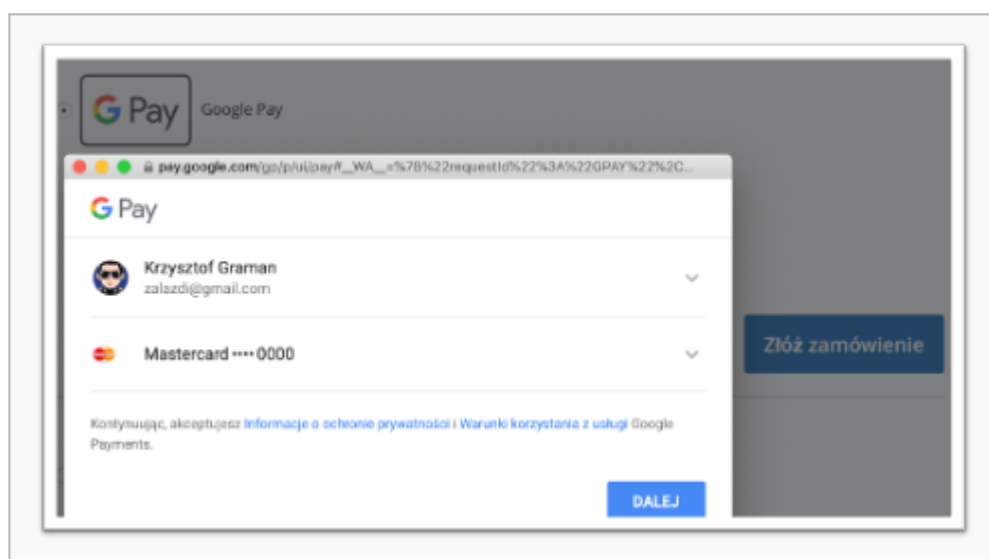 G Pay Google Pay
pay.google.com/gp/p/ui/pay#__WA__=%7B%22requestId%22%3A%22GPAY%22%2C...
G Pay
Krzysztof Graman
zalazdi@gmail.com
Mastercard •••• 0000
Złóż zamówienie
Kontynuując, akceptujesz Informacje o ochronie prywatności i Warunki korzystania z usługi Google
Payments.
DALEJ